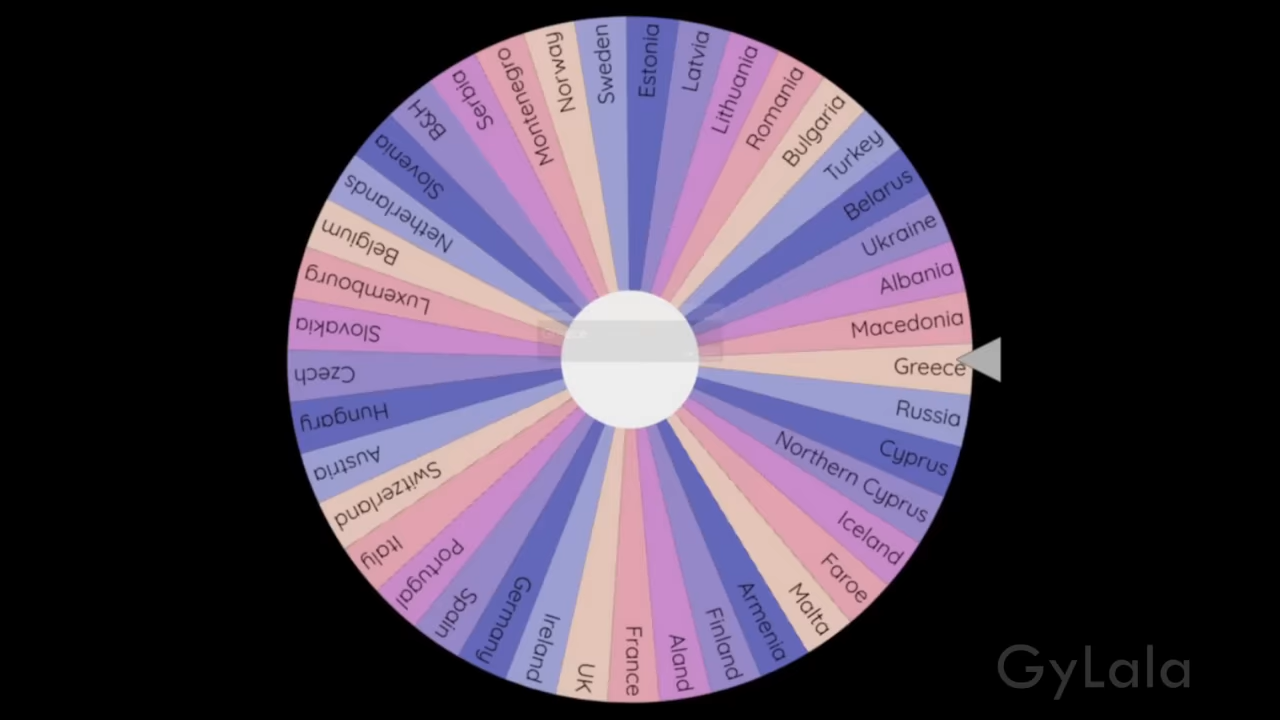 Estonia
Latvia
Lithuania
Romania
Bulgaria
Turkey
Belarus
Ukraine
Albania
Macedonia
Greece
Russia
Cyprus
Northern Cyprus
Iceland
Faroe
Malta
Armenia
Finland
Aland
France
UK
Ireland
Germany
Spain
Portugal
Italy
Switzerland
Austria
Hungary
Czech
Slovakia
Luxembourg
Belgium
Netherlands
Slovenia
B&H
Serbia
Montenegro
Norway
Sweden
GyLala